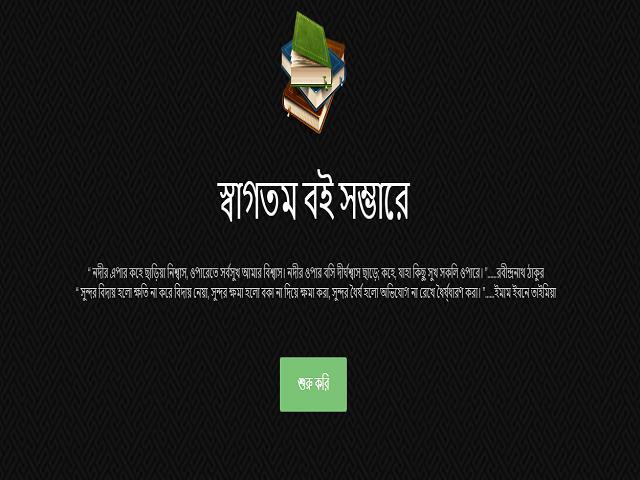 স্বাগতম বই সম্ভারে
“ নদীর এপার কহে ছাড়িয়া নিশ্বাস, ওপারেতে সর্বসুখ আমার বিশ্বাস। নদীর ওপার বসি দীর্ঘশ্বাস ছাড়ে; কহে, যাহা কিছু সুখ সকলি ওপারে। ”.....রবীন্দ্রনাথ ঠাকুর
“ সুন্দর বিদায় হলো ক্ষতি না করে বিদায় নেয়া, সুন্দর ক্ষমা হলো বকা না দিয়ে ক্ষমা করা, সুন্দর ধৈর্য হলো অভিযোগ না রেখে ধৈর্য্ধারণ করা। ”.....ইমাম ইবনে তাইমিয়া
শুরু করি